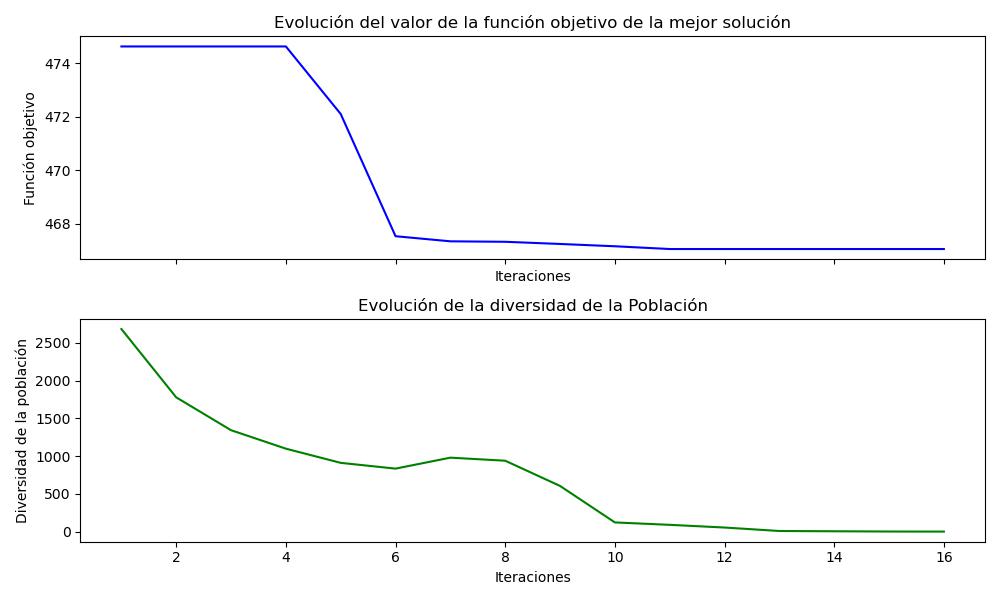 Evolución del valor de la función objetivo de la mejor solución
474
472
470
468
Función objetivo
Iteraciones
Evolución de la diversidad de la Población
2500
2000
1500
1000
500
0
Diversidad de la población
2 4 6 8 10 12 14 16
Iteraciones